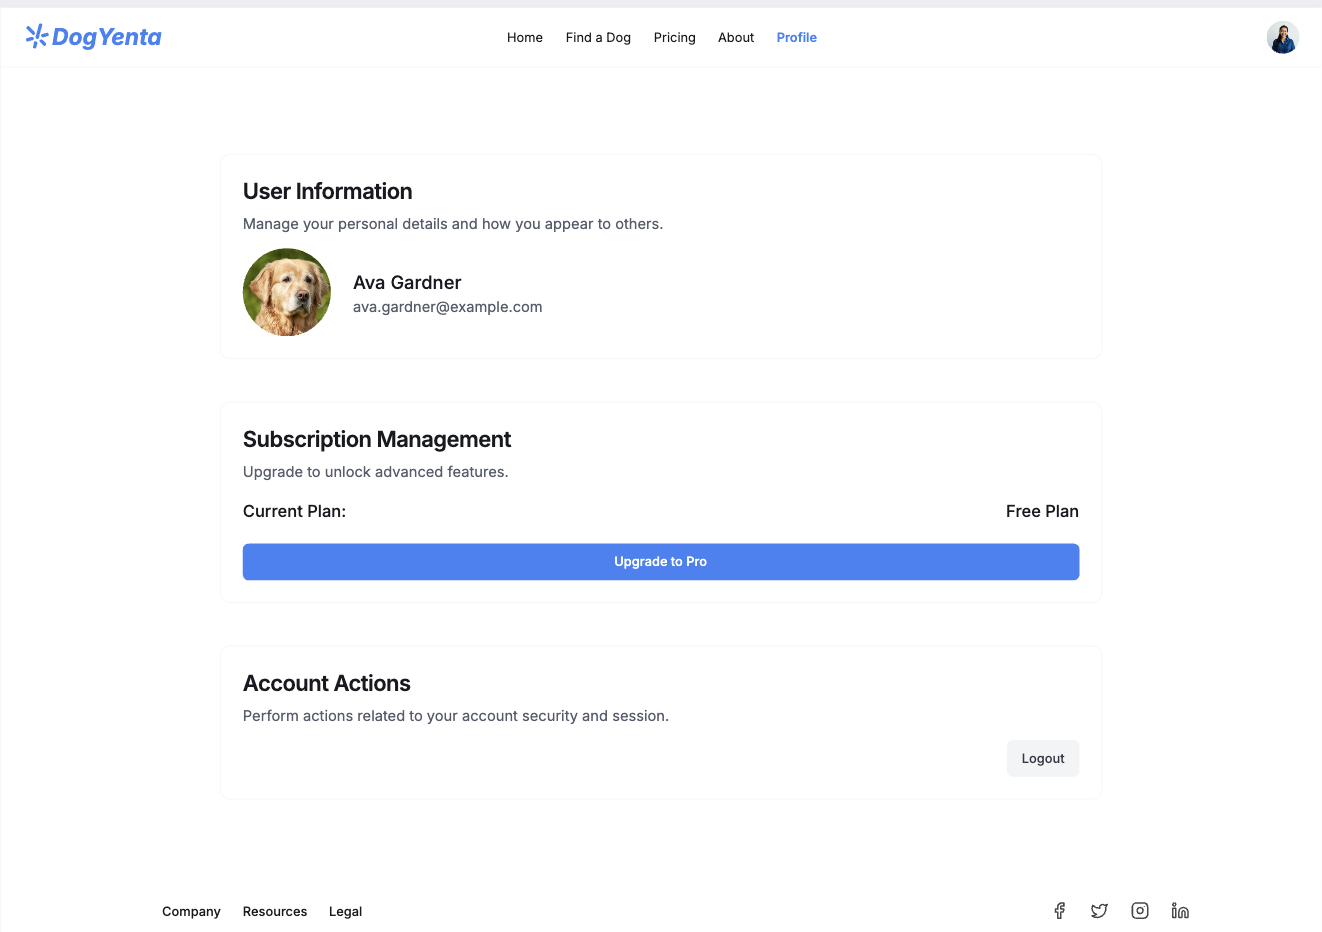 DogYenta
Home Find a Dog Pricing About Profile
User Information
Manage your personal details and how you appear to others.
Ava Gardner
ava.gardner@example.com
Subscription Management
Upgrade to unlock advanced features.
Current Plan: Free Plan
Upgrade to Pro
Account Actions
Perform actions related to your account security and session.
Logout
Company Resources Legal